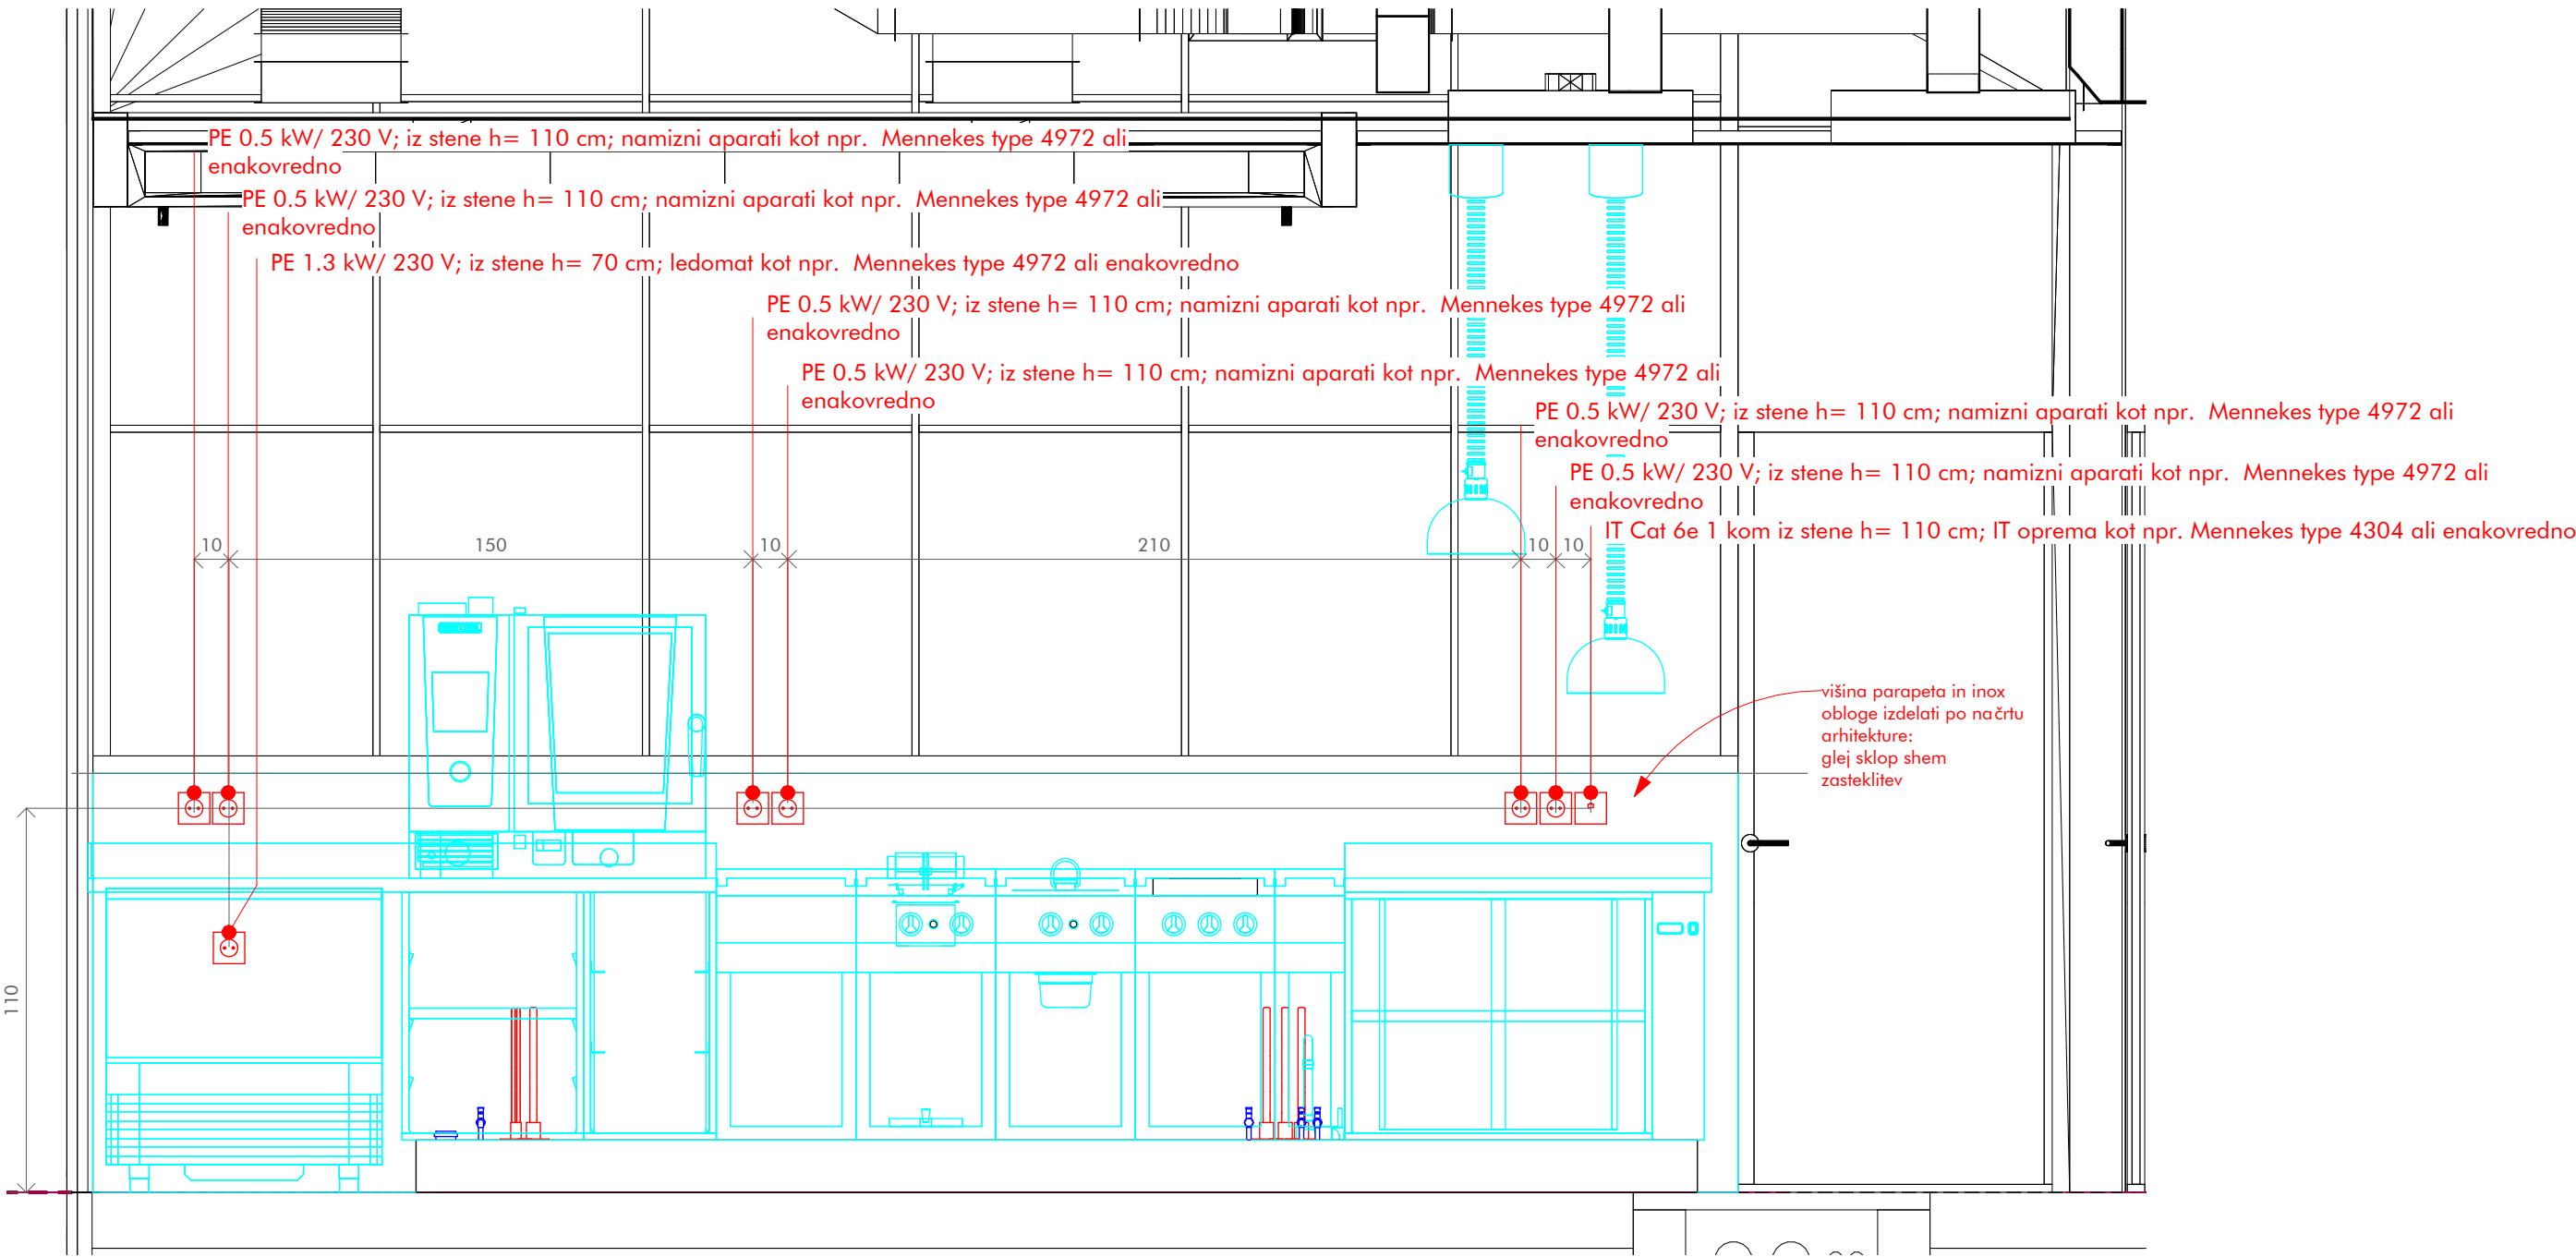 PE 0.5 kW/ 230 V; iz stene h= 110 cm; namizni aparati kot npr. Mennekes type 4972 ali
enakovredno
PE 0.5 kW/ 230 V; iz stene h= 110 cm; namizni aparati kot npr. Mennekes type 4972 ali
enakovredno
PE 1.3 kW/ 230 V; iz stene h= 70 cm; ledomat kot npr. Mennekes type 4972 ali enakovredno
PE 0.5 kW/ 230 V; iz stene h= 110 cm; namizni aparati kot npr. Mennekes type 4972 ali
enakovredno
PE 0.5 kW/ 230 V; iz stene h= 110 cm; namizni aparati kot npr. Mennekes type 4972 ali
enakovredno
PE 0.5 kW/ 230 V; iz stene h= 110 cm; namizni aparati kot npr. Mennekes type 4972 ali
enakovredno
PE 0.5 kW/ 230 V; iz stene h= 110 cm; namizni aparati kot npr. Mennekes type 4972 ali
enakovredno
IT Cat 6e 1 kom iz stene h= 110 cm; IT oprema kot npr. Mennekes type 4304 ali enakovredno
10 150 10 210 10 10
višina parapeta in inox
obloge izdelati po načrtu
arhitekture:
glej sklop shem
zasteklitev
110